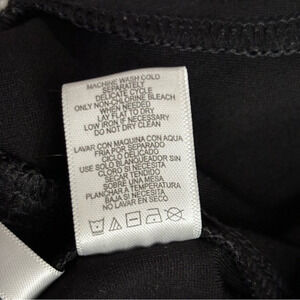 MACHINE WASH COLD
SEPARATELY
DELICATE CYCLE
ONLY NON-CHLORINE BLEACH
WHEN NEEDED
LAY FLAT TO DRY
LOW IRON IF NECESSARY
DO NOT DRY CLEAN
LAVAR CON MAQUINA CON AQUA
FRIA POR SEPARADO
CICLO DELICADO
USE SOLO BLANQUEADOR SIN
CLORO SI NECESITA
SECAR TENDIDO
SOBRE UNA MESA
PLANCHAR A TEMPERATURA
BAJA SI NECESITA
NO LAVAR EN SECO